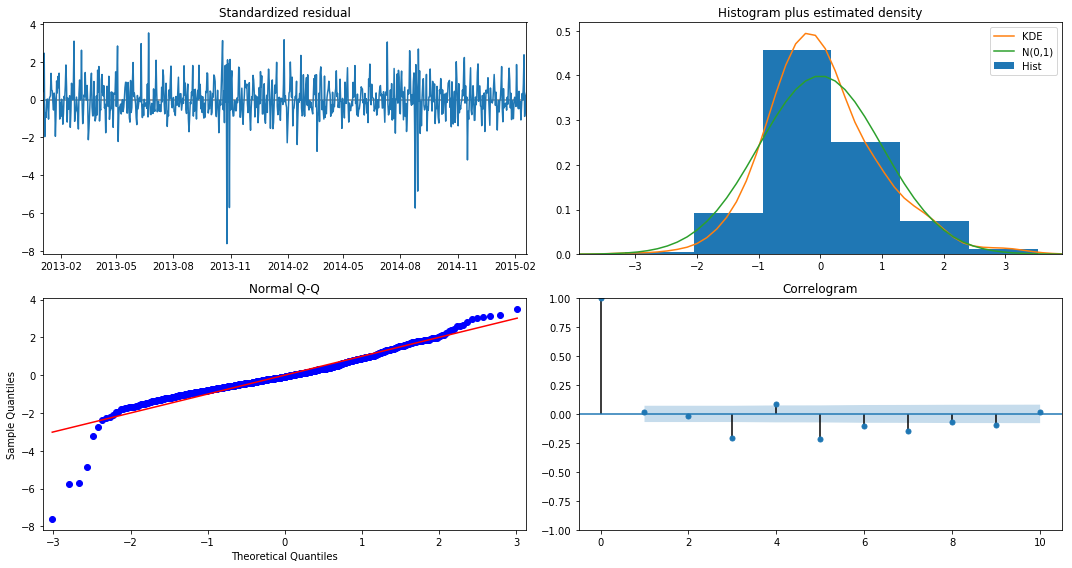 Standardized residual
4
2
0
−2
−4
−6
−8
2013-02 2013-05 2013-08 2013-11 2014-02 2014-05 2014-08 2014-11 2015-02
Histogram plus estimated density
KDE
N(0,1)
Hist
0.5
0.4
0.3
0.2
0.1
0.0
−3 −2 −1 0 1 2 3
Normal Q-Q
4
2
0
−2
−4
−6
−8
Sample Quantiles
−3 −2 −1 0 1 2 3
Theoretical Quantiles
Correlogram
1.00
0.75
0.50
0.25
0.00
−0.25
−0.50
−0.75
−1.00
0 2 4 6 8 10